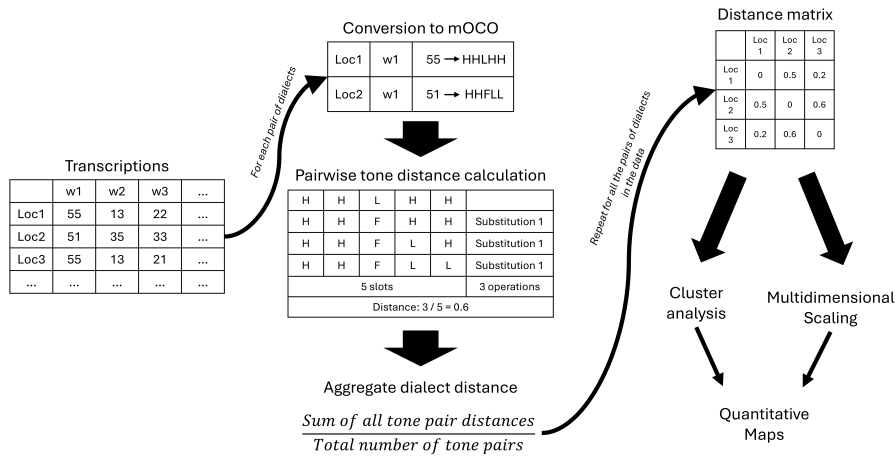 Transcriptions
w1 w2 w3 ...
Loc1 55 13 22 ...
Loc2 51 35 33 ...
Loc3 55 13 21 ...
... ... ... ... ...
For each pair of dialects
Conversion to mOCO
Loc1 w1 55 → HHLHH
Loc2 w1 51 → HHFLL
Pairwise tone distance calculation
H H L H H
H H F H H Substitution 1
H H F L H Substitution 1
H H F L L Substitution 1
5 slots 3 operations
Distance: 3 / 5 = 0.6
Aggregate dialect distance
Sum of all tone pair distances
Total number of tone pairs
Repeat for all the pairs of dialects
in the data
Distance matrix
Loc Loc Loc
1 2 3
Loc
1 0 0.5 0.2
Loc
2 0.5 0 0.6
Loc
3 0.2 0.6 0
Cluster
analysis
Multidimensional
Scaling
Quantitative
Maps